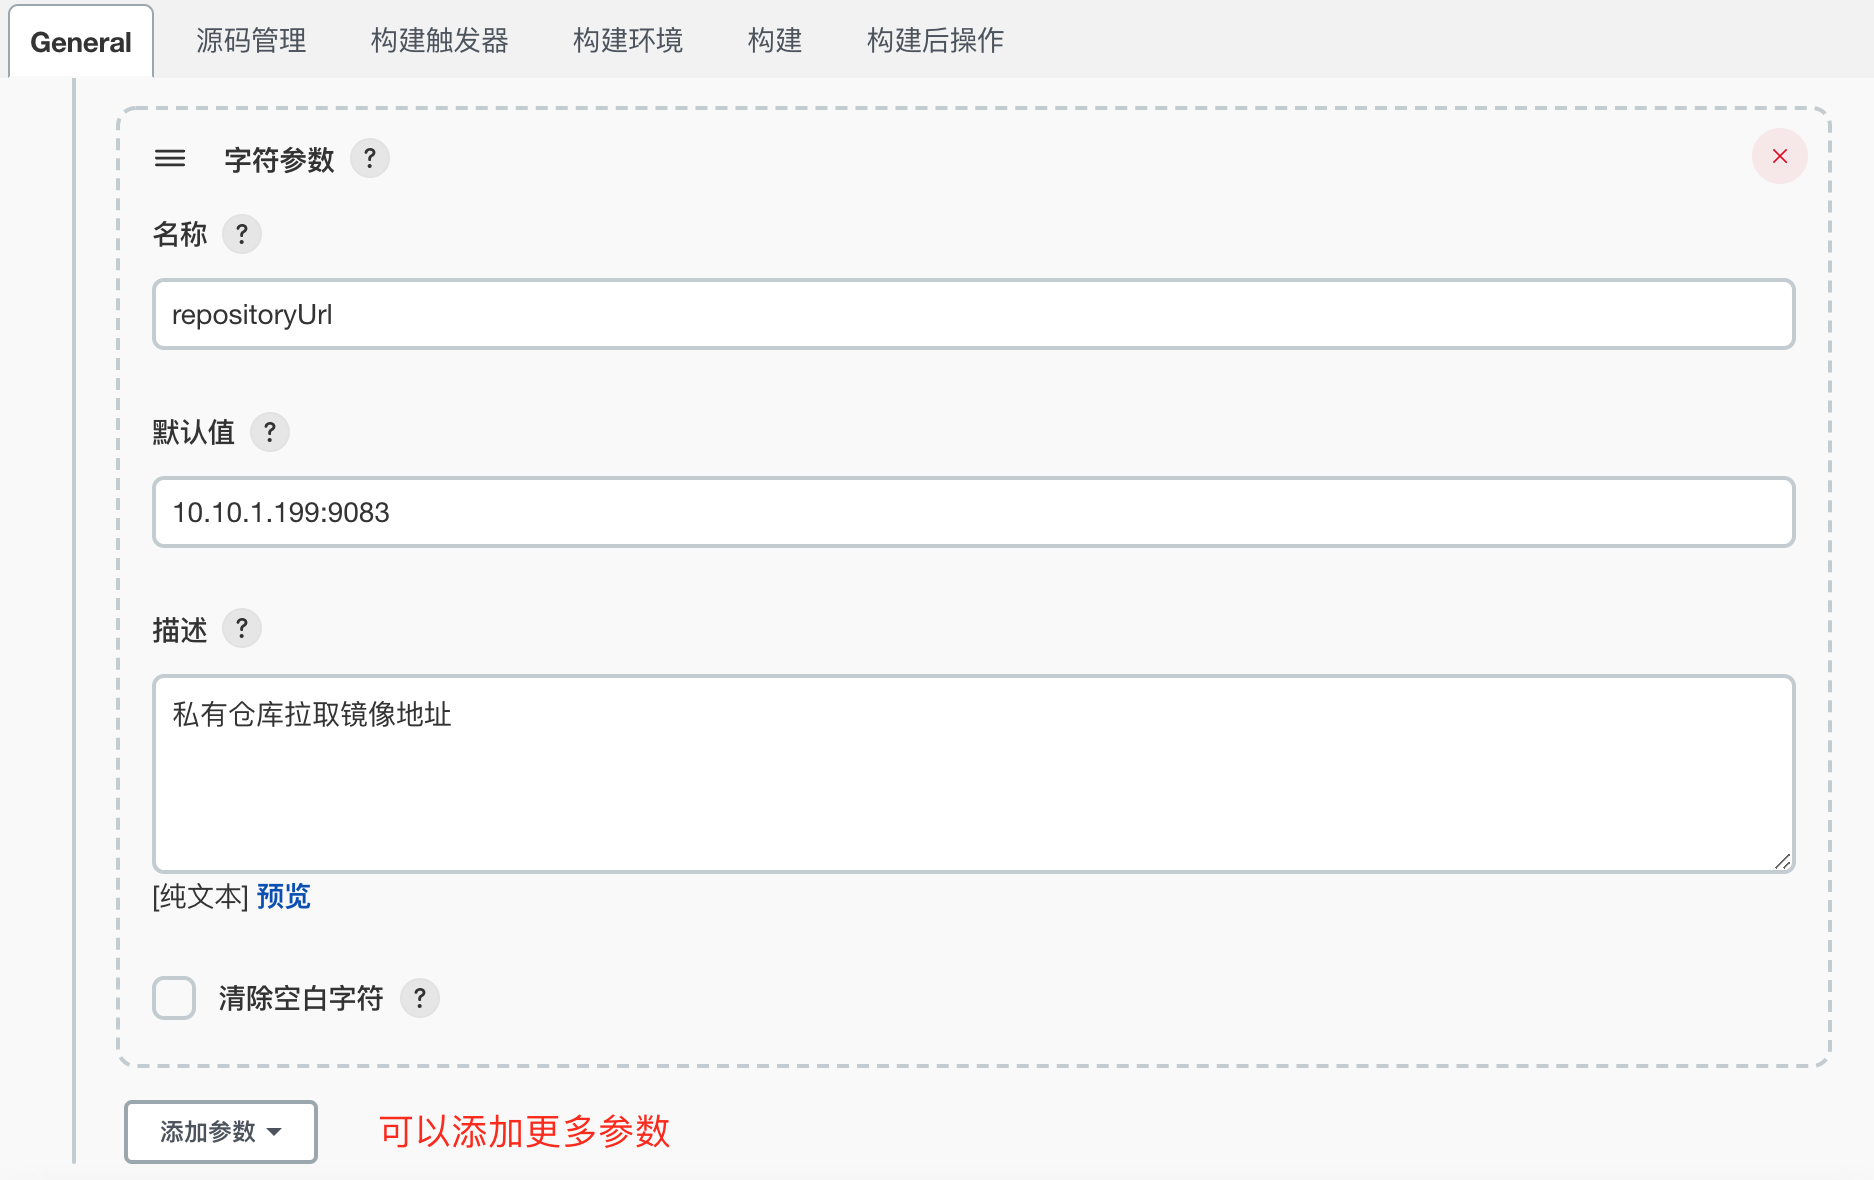 General 源码管理 构建触发器 构建环境 构建 构建后操作
字符参数 ?
名称 ?
repositoryUrl
默认值 ?
10.10.1.199:9083
描述 ?
私有仓库拉取镜像地址
[纯文本] 预览
清除空白字符 ?
添加参数 可以添加更多参数